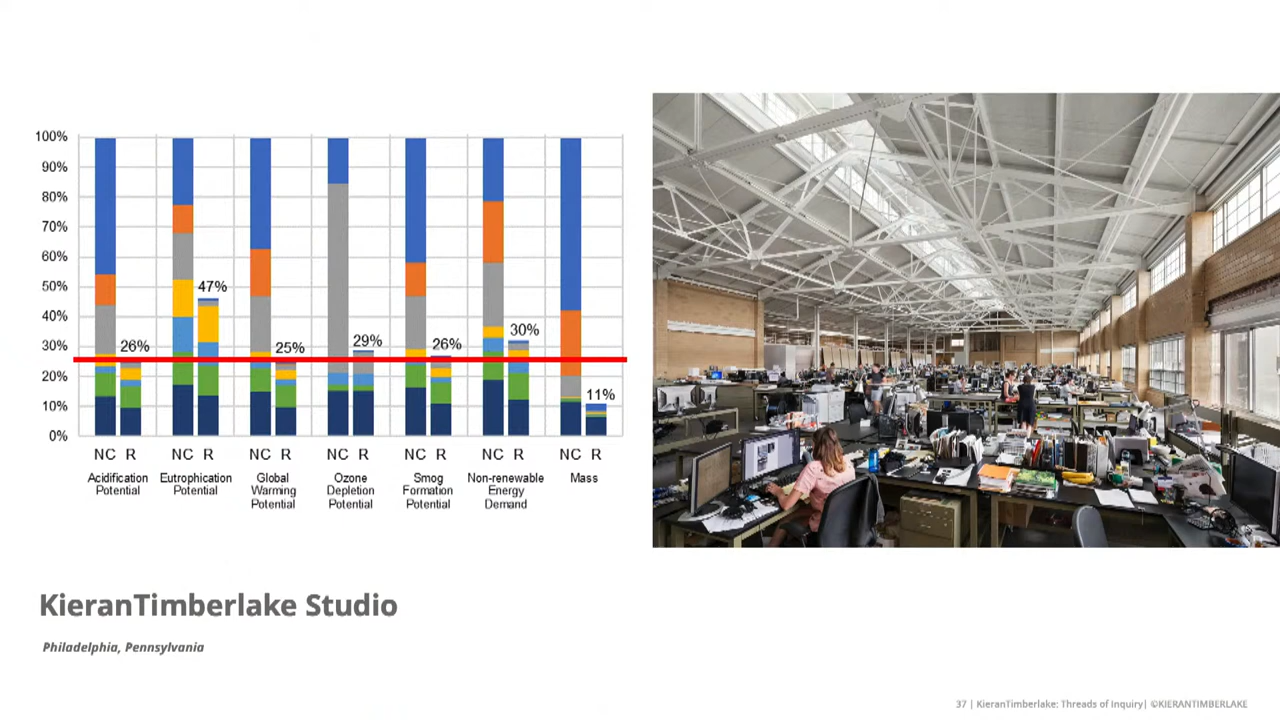 100%
90%
80%
70%
60%
50%
40%
30%
20%
10%
0%
26%
47%
25%
29%
26%
30%
11%
NC R NC R NC R NC R NC R NC R NC R
Acidification
Potential
Eutrophication
Potential
Global
Warming
Potential
Ozone
Depletion
Potential
Smog
Formation
Potential
Non-renewable
Energy
Demand
Mass
KieranTimberlake Studio
Philadelphia, Pennsylvania
37 | KieranTimberlake: Threads of Inquiry| ©KIERANTIMBERLAKE